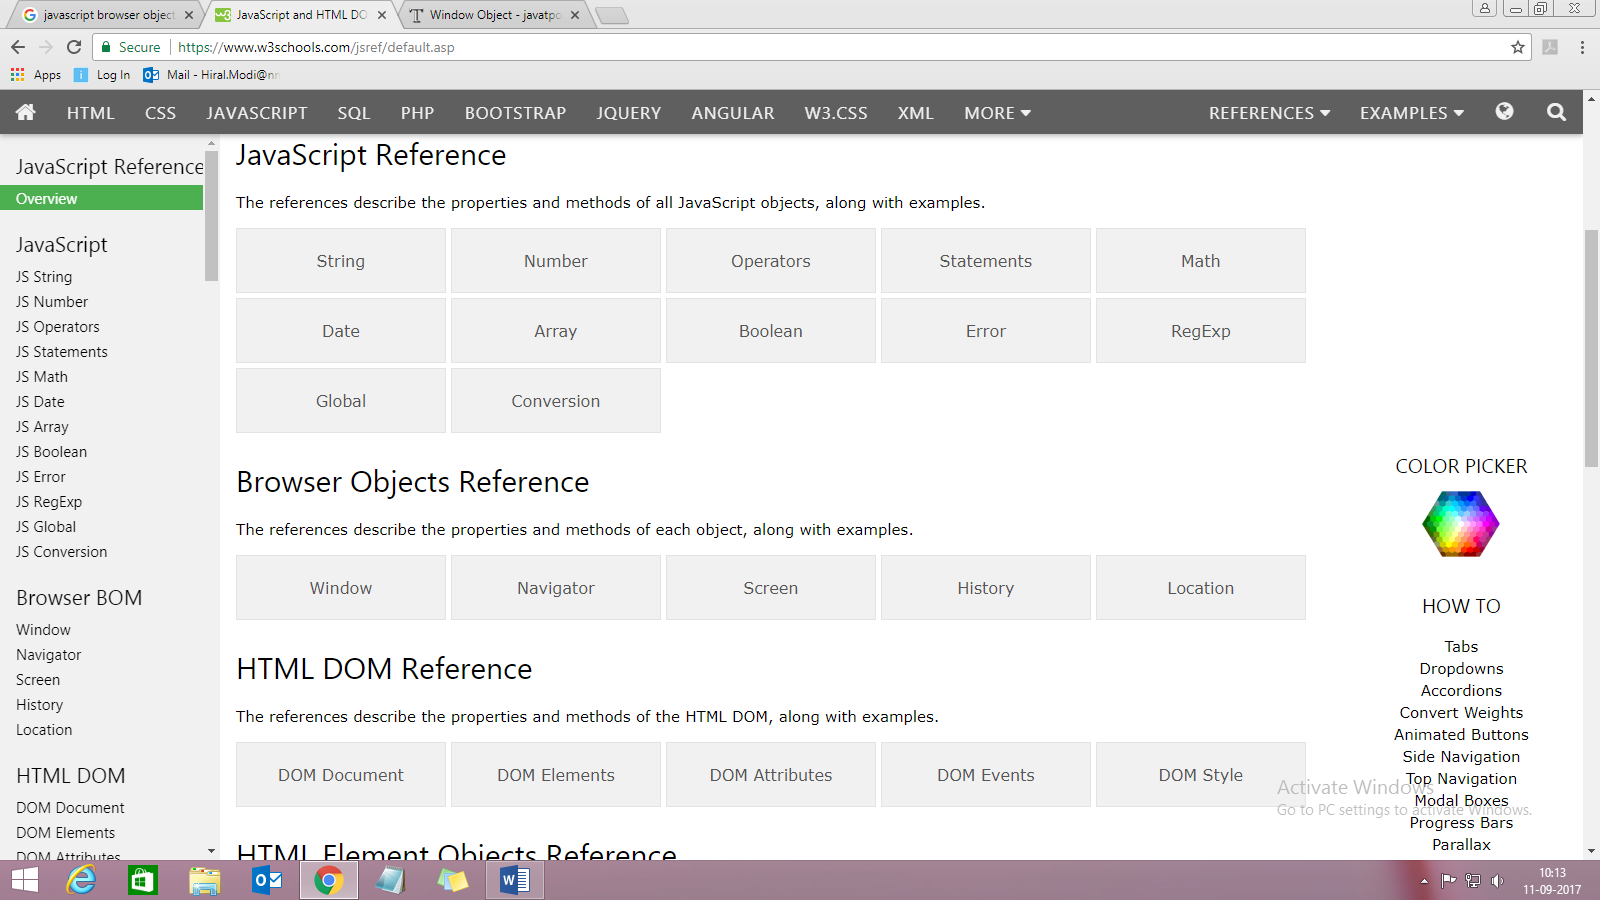 javascript browser object
JavaScript and HTML DO
Window Object - javatpo
Secure
https://www.w3schools.com/jsref/default.asp
Apps
Log In
Mail - Hiral.Modi@n
HTML
CSS
JAVASCRIPT
SQL
PHP
BOOTSTRAP
JQUERY
ANGULAR
W3.CSS
XML
MORE
REFERENCES
EXAMPLES
JavaScript Reference
Overview
JavaScript
JS String
JS Number
JS Operators
JS Statements
JS Math
JS Date
JS Array
JS Boolean
JS Error
JS RegExp
JS Global
JS Conversion
Browser BOM
Window
Navigator
Screen
History
Location
HTML DOM
DOM Document
DOM Elements
DOM Attributes
JavaScript Reference
The references describe the properties and methods of all JavaScript objects, along with examples.
String
Number
Operators
Statements
Math
Date
Array
Boolean
Error
RegExp
Global
Conversion
Browser Objects Reference
The references describe the properties and methods of each object, along with examples.
Window
Navigator
Screen
History
Location
HTML DOM Reference
The references describe the properties and methods of the HTML DOM, along with examples.
DOM Document
DOM Elements
DOM Attributes
DOM Events
DOM Style
HTML Element Objects Reference
COLOR PICKER
HOW TO
Tabs
Dropdowns
Accordions
Convert Weights
Animated Buttons
Side Navigation
Top Navigation
Modal Boxes
Progress Bars
Parallax
Activate Windows
Go to PC settings to activate Windows.
10:13
11-09-2017